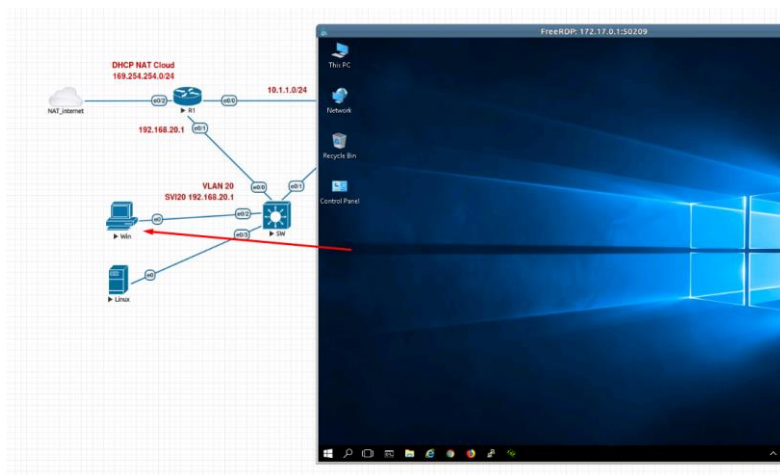 FreeRDP: 172.17.0.1:50209
DHCP NAT Cloud
169.254.254.0/24
This PC
NAT_internet
e0/2
R1
e0/0
10.1.1.0/24
Network
192.168.20.1
e0/1
Recycle Bin
VLAN 20
SVI20 192.168.20.1
e0/0
e0/1
Control Panel
e0
e0/2
Win
e0/3
SW
e0
Linux